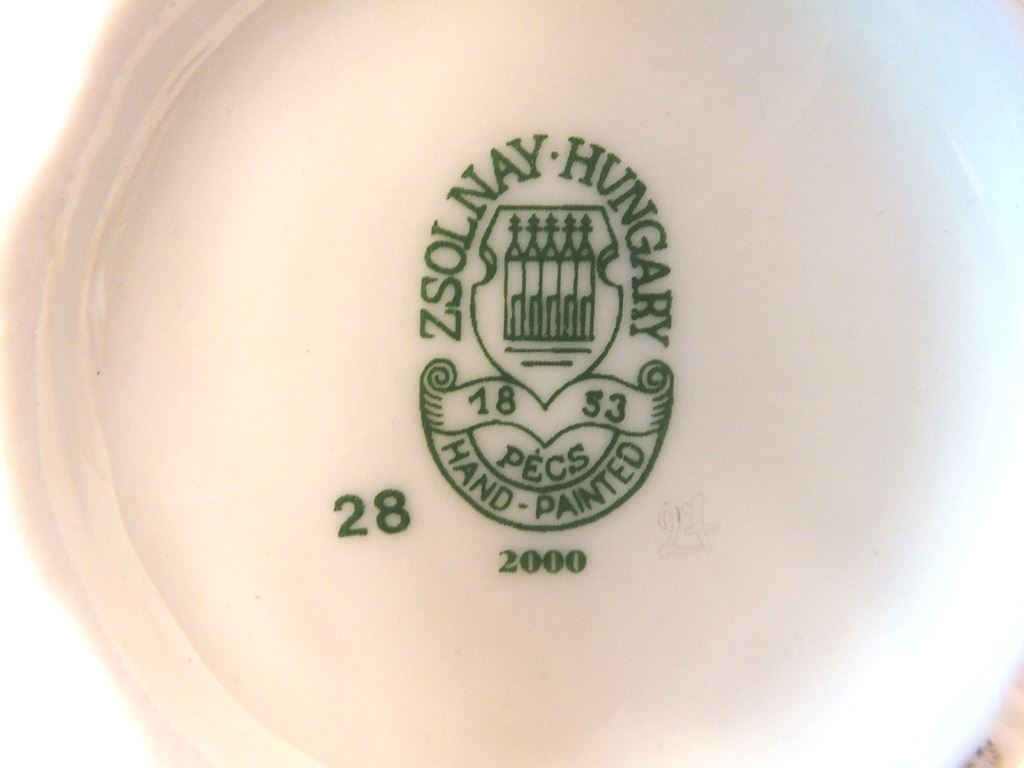 ZSOLNAY · HUNGARY
18 53
PÉCS
HAND-PAINTED
28
2000